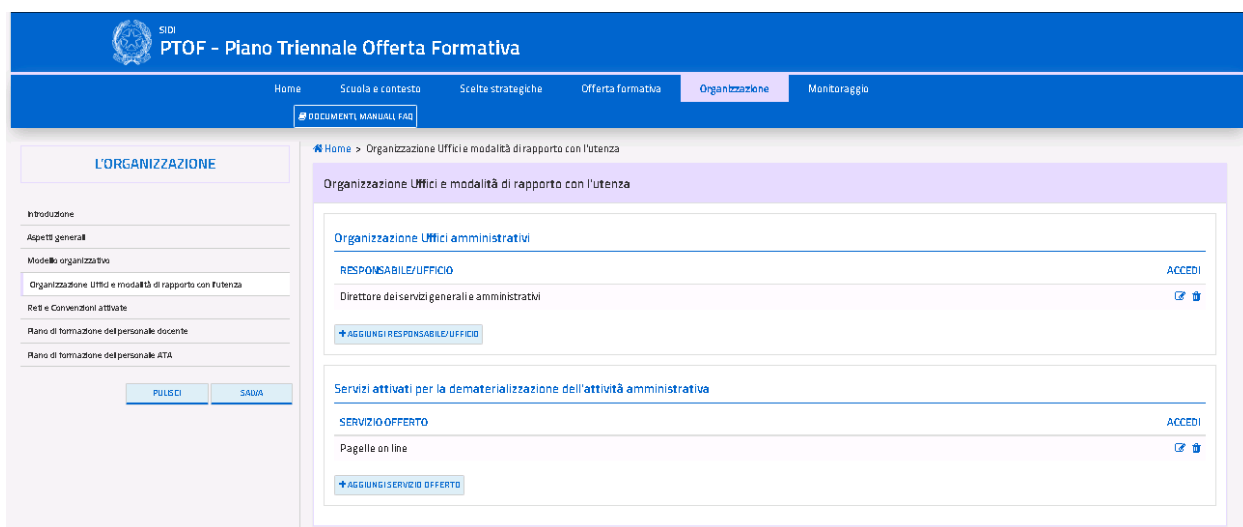 SIDI
PTOF - Piano Triennale Offerta Formativa
Home Scuola e contesto Scelte strategiche Offerta formativa Organizzazione Monitoraggio
DOCUMENTI, MANUALI, FAQ
L'ORGANIZZAZIONE
Introduzione
Aspetti generali
Modello organizzativo
Organizzazione Uffici e modalità di rapporto con l'utenza
Reti e Convenzioni attivate
Piano di formazione del personale docente
Piano di formazione del personale ATA
PULISCI SALVA
Home > Organizzazione Uffici e modalità di rapporto con l'utenza
Organizzazione Uffici e modalità di rapporto con l'utenza
Organizzazione Uffici amministrativi
RESPONSABILE/UFFICIO ACCEDI
Direttore dei servizi generali e amministrativi
+ AGGIUNGI RESPONSABILE/UFFICIO
Servizi attivati per la dematerializzazione dell'attività amministrativa
SERVIZIO OFFERTO ACCEDI
Pagelle on line
+ AGGIUNGI SERVIZIO OFFERTO